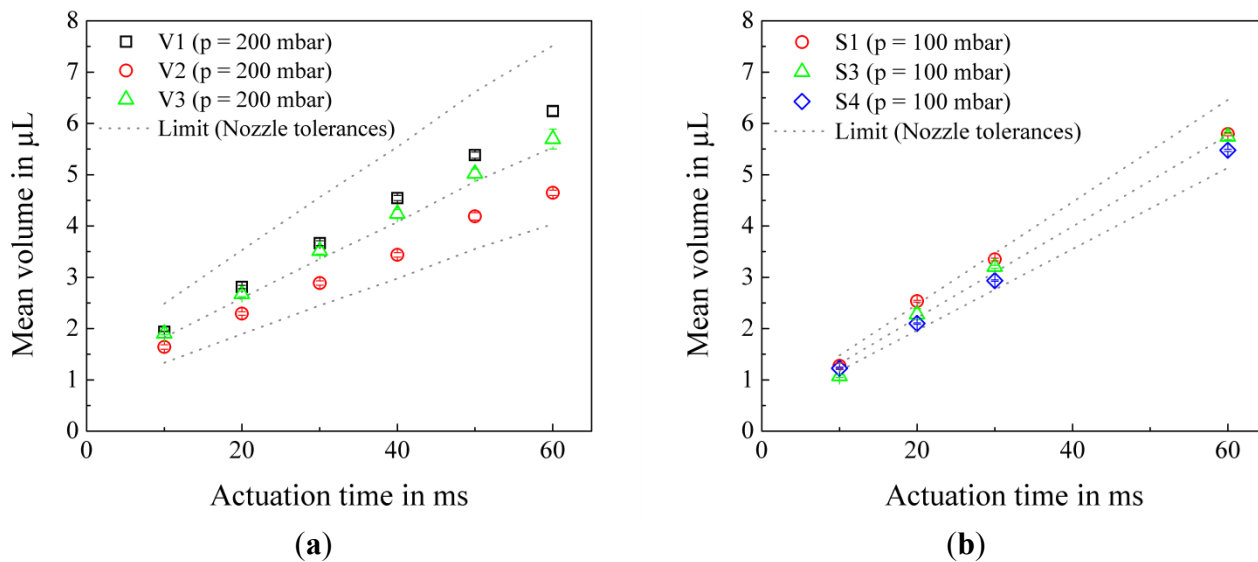 8
7
6
5
4
3
2
1
0
Mean volume in µL
V1 (p = 200 mbar)
V2 (p = 200 mbar)
V3 (p = 200 mbar)
Limit (Nozzle tolerances)
0 20 40 60
Actuation time in ms
(a)
8
7
6
5
4
3
2
1
0
Mean volume in µL
S1 (p = 100 mbar)
S3 (p = 100 mbar)
S4 (p = 100 mbar)
Limit (Nozzle tolerances)
0 20 40 60
Actuation time in ms
(b)